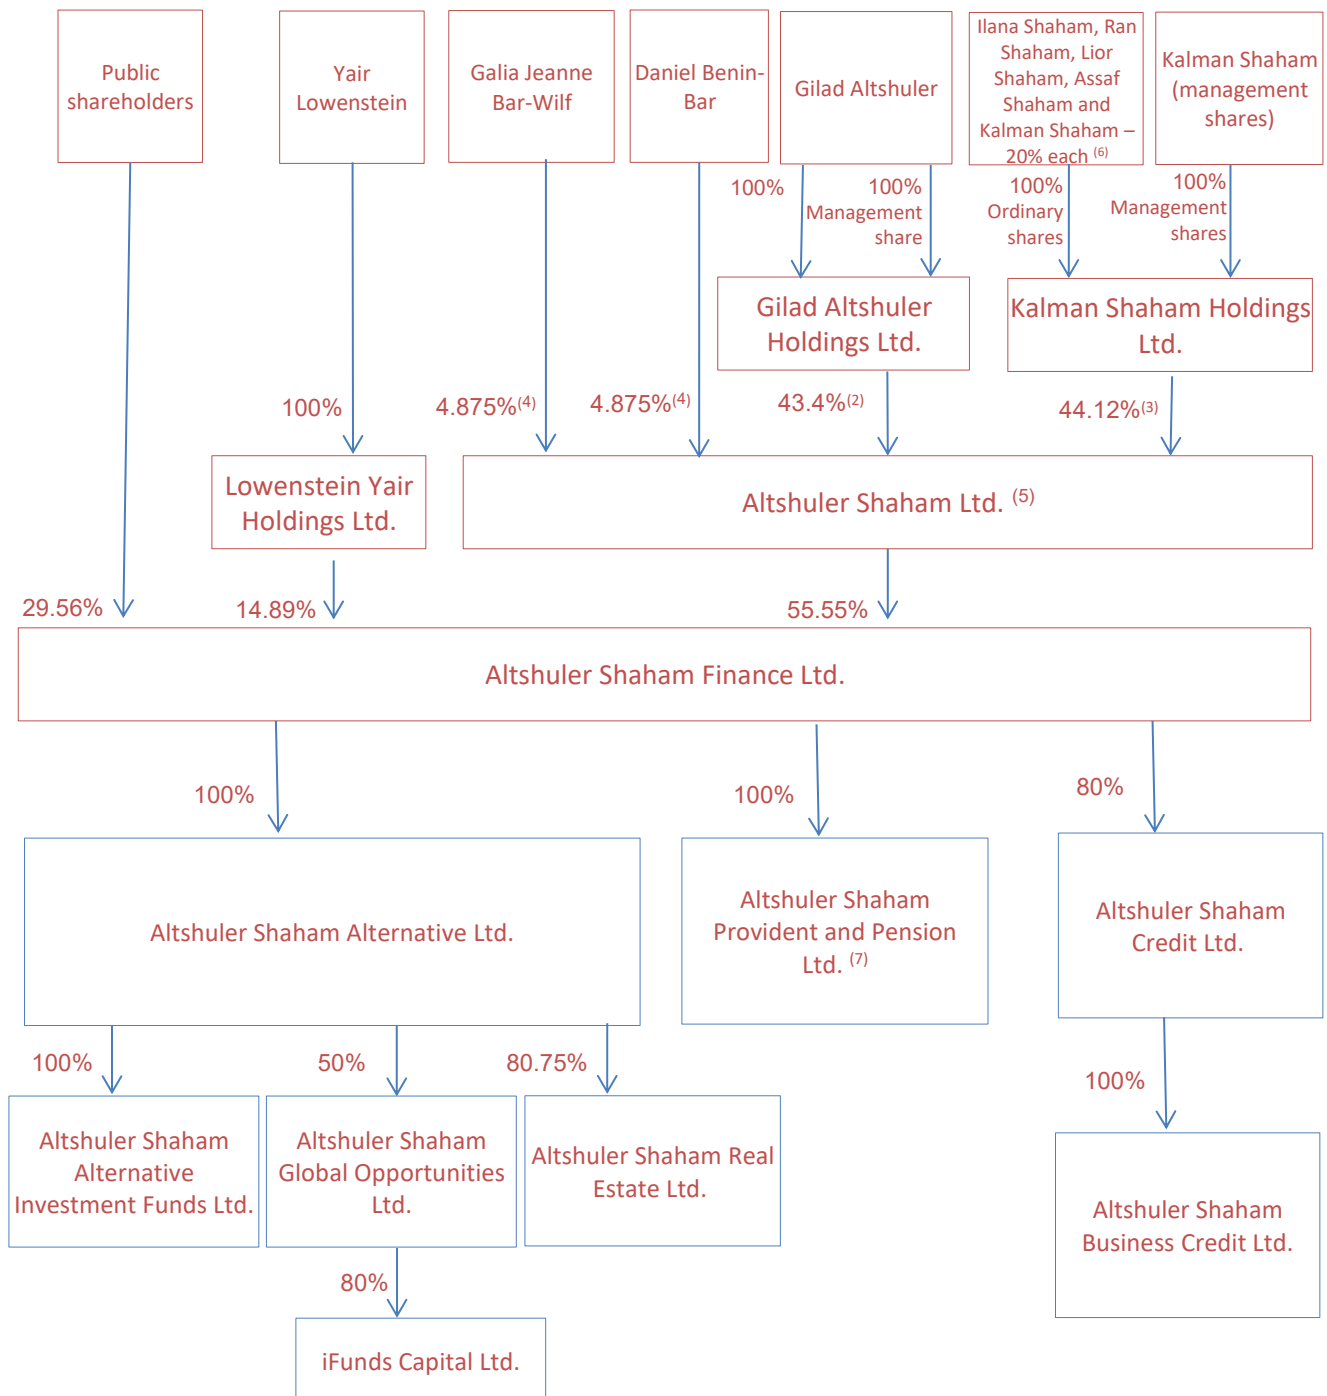 Public
shareholders
Yair
Lowenstein
Galia Jeanne
Bar-Wilf
Daniel Benin-
Bar
Gilad Altshuler
Ilana Shaham, Ran
Shaham, Lior
Shaham, Assaf
Shaham and
Kalman Shaham –
20% each (6)
Kalman Shaham
(management
shares)
100%
100%
Management
share
100%
Ordinary
shares
100%
Management
shares
Gilad Altshuler
Holdings Ltd.
Kalman Shaham Holdings
Ltd.
100%
4.875%(4)
4.875%(4)
43.4%(2)
44.12%(3)
Lowenstein Yair
Holdings Ltd.
Altshuler Shaham Ltd. (5)
29.56%
14.89%
55.55%
Altshuler Shaham Finance Ltd.
100%
100%
80%
Altshuler Shaham Alternative Ltd.
Altshuler Shaham
Provident and Pension
Ltd. (7)
Altshuler Shaham
Credit Ltd.
100%
50%
80.75%
100%
Altshuler Shaham
Alternative
Investment Funds Ltd.
Altshuler Shaham
Global Opportunities
Ltd.
Altshuler Shaham Real
Estate Ltd.
Altshuler Shaham
Business Credit Ltd.
80%
iFunds Capital Ltd.